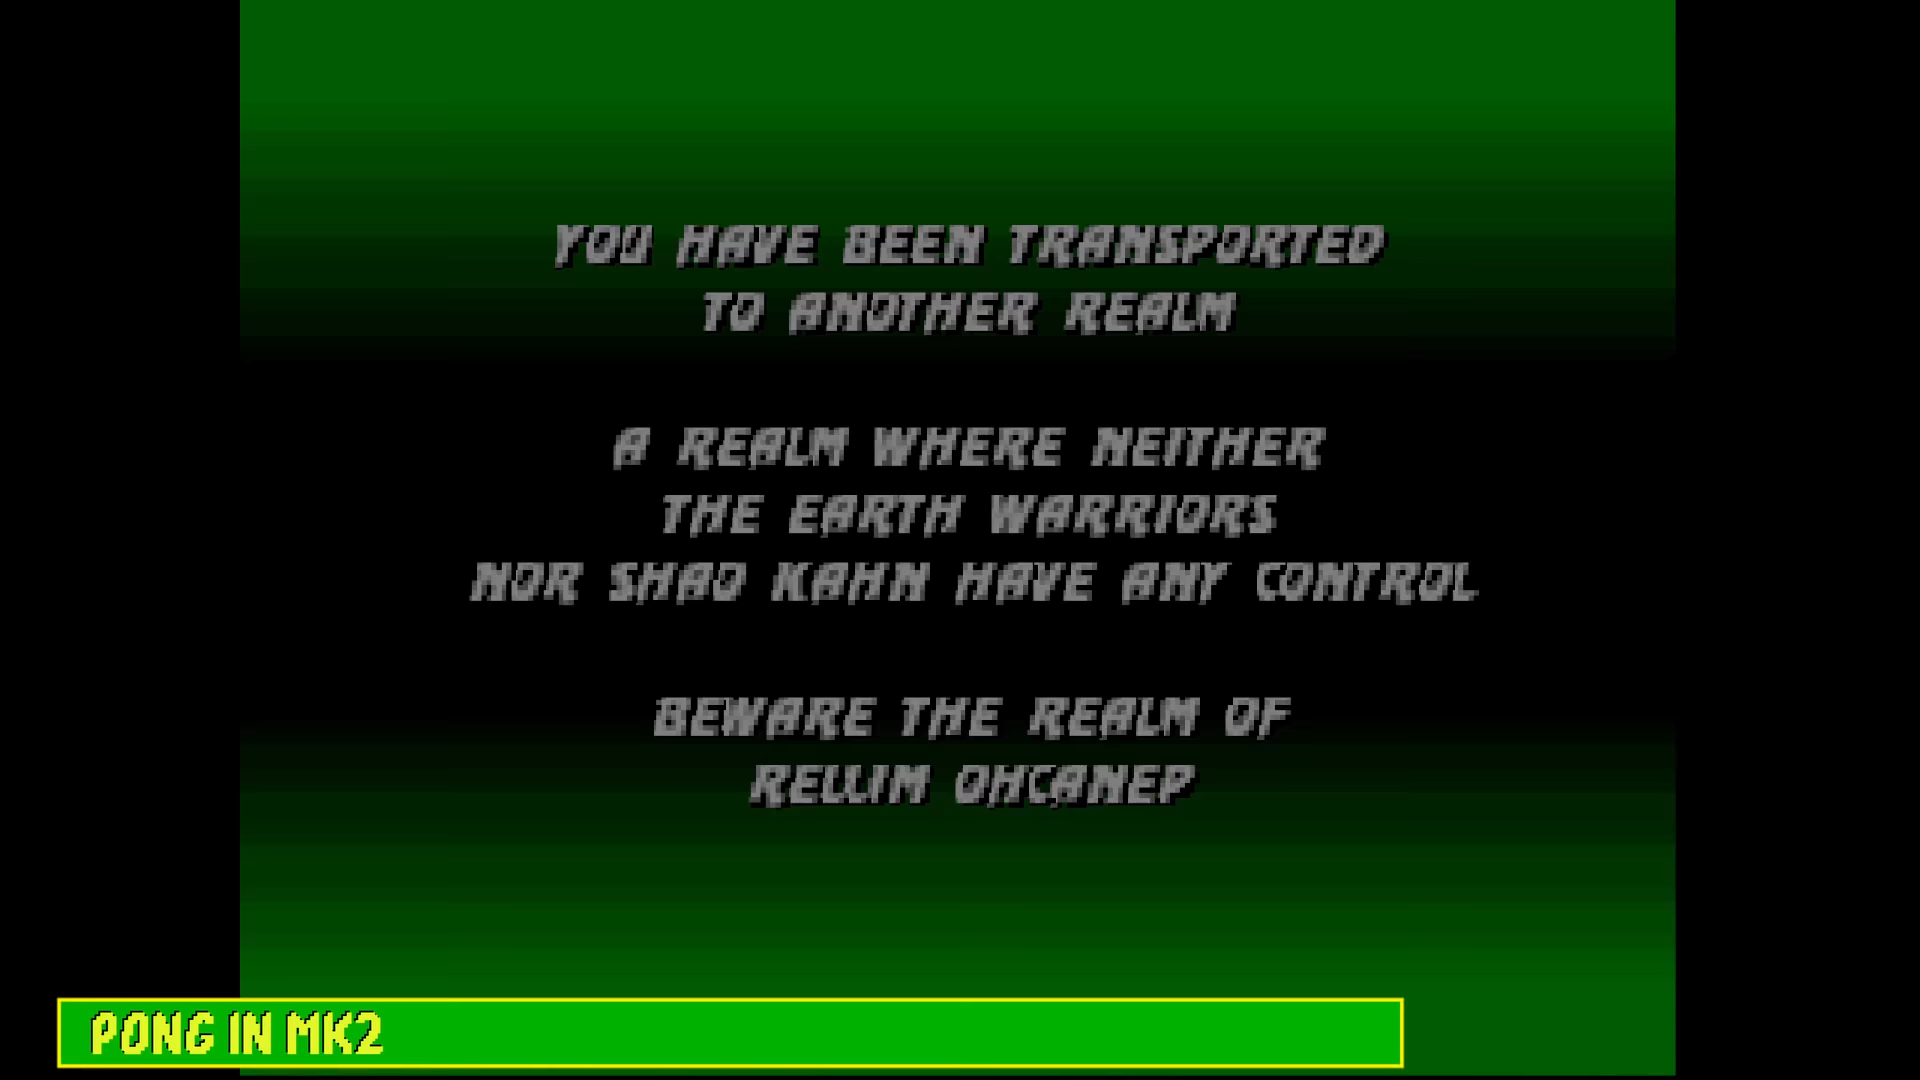 YOU HAVE BEEN TRANSPORTED
TO ANOTHER REALM
A REALM WHERE NEITHER
THE EARTH WARRIORS
NOR SHAO KAHN HAVE ANY CONTROL
BEWARE THE REALM OF
RELLIM OHCANEP
PONG IN MK2